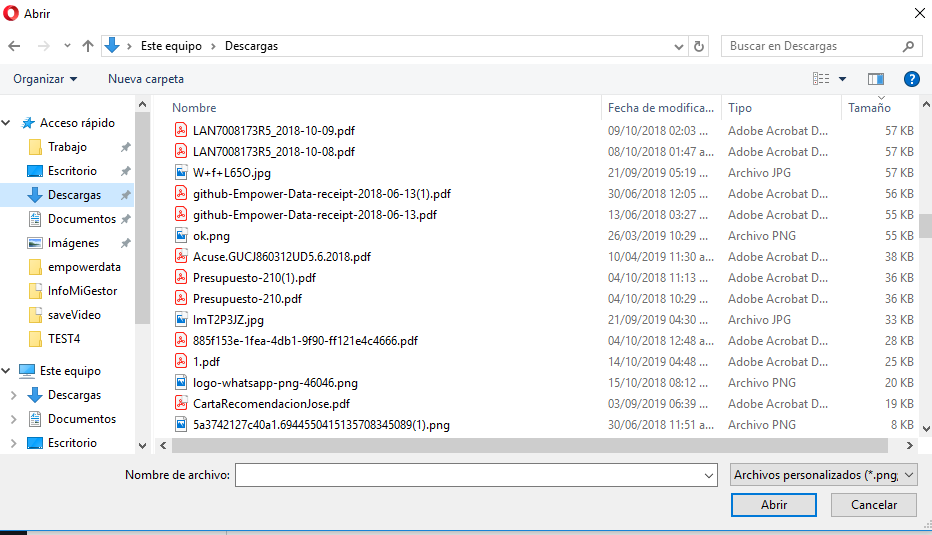 Abrir
Este equipo > Descargas
Buscar en Descargas
Organizar
Nueva carpeta
?
Nombre Fecha de modifica... Tipo Tamaño
Acceso rápido
Trabajo
Escritorio
Descargas
Documentos
Imágenes
empowerdata
InfoMiGestor
saveVideo
TEST4
Este equipo
Descargas
Documentos
Escritorio
LAN7008173R5_2018-10-09.pdf 09/10/2018 02:03 ... Adobe Acrobat D... 57 KB
LAN7008173R5_2018-10-08.pdf 08/10/2018 01:47 a... Adobe Acrobat D... 57 KB
W+f+L65O.jpg 21/09/2019 05:19 ... Archivo JPG 57 KB
github-Empower-Data-receipt-2018-06-13(1).pdf 30/06/2018 12:05 ... Adobe Acrobat D... 56 KB
github-Empower-Data-receipt-2018-06-13.pdf 13/06/2018 03:27 ... Adobe Acrobat D... 56 KB
ok.png 26/03/2019 10:29 ... Archivo PNG 55 KB
Acuse.GUCJ860312UD5.6.2018.pdf 10/04/2019 11:30 a... Adobe Acrobat D... 38 KB
Presupuesto-210(1).pdf 04/10/2018 11:13 ... Adobe Acrobat D... 36 KB
Presupuesto-210.pdf 04/10/2018 10:29 ... Adobe Acrobat D... 36 KB
lmT2P3JZ.jpg 21/09/2019 04:30 ... Archivo JPG 33 KB
885f153e-1fea-4db1-9f90-ff121e4c4666.pdf 04/10/2018 12:48 a... Adobe Acrobat D... 28 KB
1.pdf 14/10/2019 04:48 ... Adobe Acrobat D... 25 KB
logo-whatsapp-png-46046.png 15/10/2018 08:12 ... Archivo PNG 20 KB
CartaRecomendacionJose.pdf 03/09/2019 06:39 ... Adobe Acrobat D... 19 KB
5a3742127c40a1.6944550415135708345089(1).png 30/06/2018 11:51 a... Archivo PNG 8 KB
Nombre de archivo:
Archivos personalizados (*.png;
Abrir
Cancelar